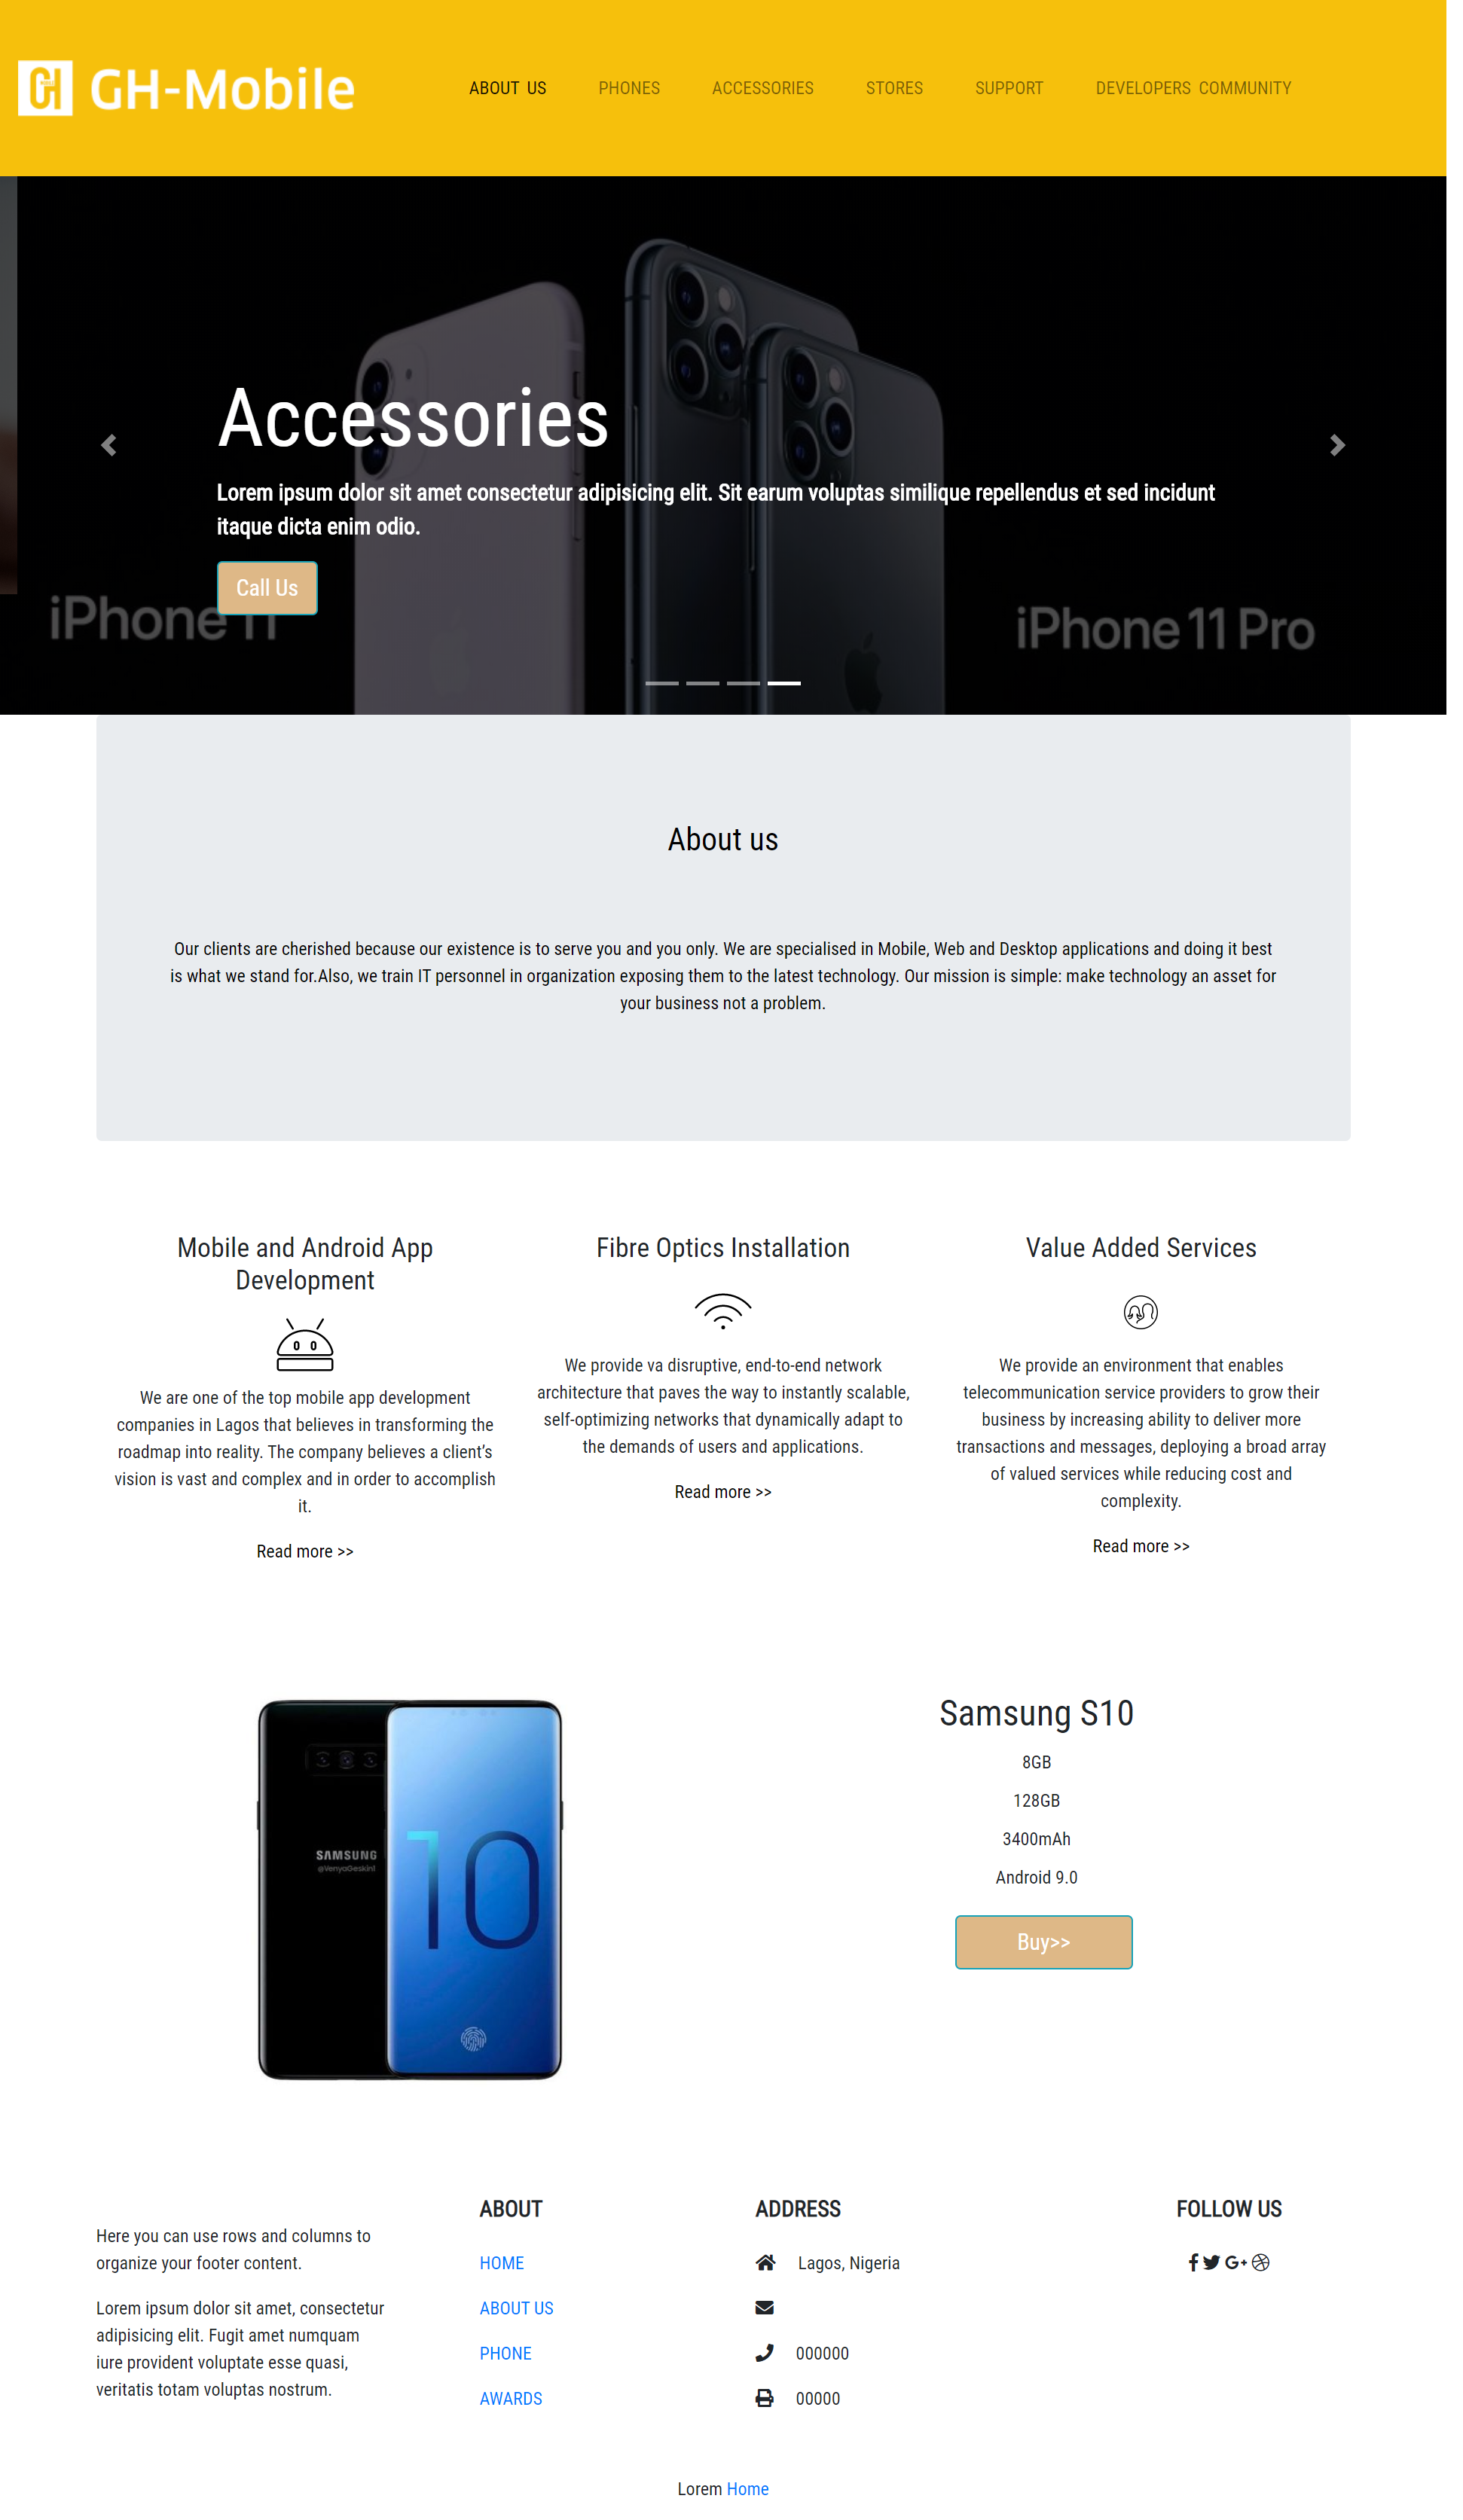 GH-Mobile
ABOUT US
PHONES
ACCESSORIES
STORES
SUPPORT
DEVELOPERS COMMUNITY
Accessories
Lorem ipsum dolor sit amet consectetur adipisicing elit. Sit earum voluptas similique repellendus et sed incidunt
itaque dicta enim odio.
Call Us
iPhone 11
iPhone 11 Pro
About us
Our clients are cherished because our existence is to serve you and you only. We are specialised in Mobile, Web and Desktop applications and doing it best
is what we stand for.Also, we train IT personnel in organization exposing them to the latest technology. Our mission is simple: make technology an asset for
your business not a problem.
Mobile and Android App
Development
We are one of the top mobile app development
companies in Lagos that believes in transforming the
roadmap into reality. The company believes a client’s
vision is vast and complex and in order to accomplish
it.
Read more >>
Fibre Optics Installation
We provide va disruptive, end-to-end network
architecture that paves the way to instantly scalable,
self-optimizing networks that dynamically adapt to
the demands of users and applications.
Read more >>
Value Added Services
We provide an environment that enables
telecommunication service providers to grow their
business by increasing ability to deliver more
transactions and messages, deploying a broad array
of valued services while reducing cost and
complexity.
Read more >>
SAMSUNG
@VenyaGeskin1
10
Samsung S10
8GB
128GB
3400mAh
Android 9.0
Buy>>
Here you can use rows and columns to
organize your footer content.
Lorem ipsum dolor sit amet, consectetur
adipisicing elit. Fugit amet numquam
iure provident voluptate esse quasi,
veritatis totam voluptas nostrum.
ABOUT
HOME
ABOUT US
PHONE
AWARDS
ADDRESS
Lagos, Nigeria
000000
00000
FOLLOW US
Lorem Home